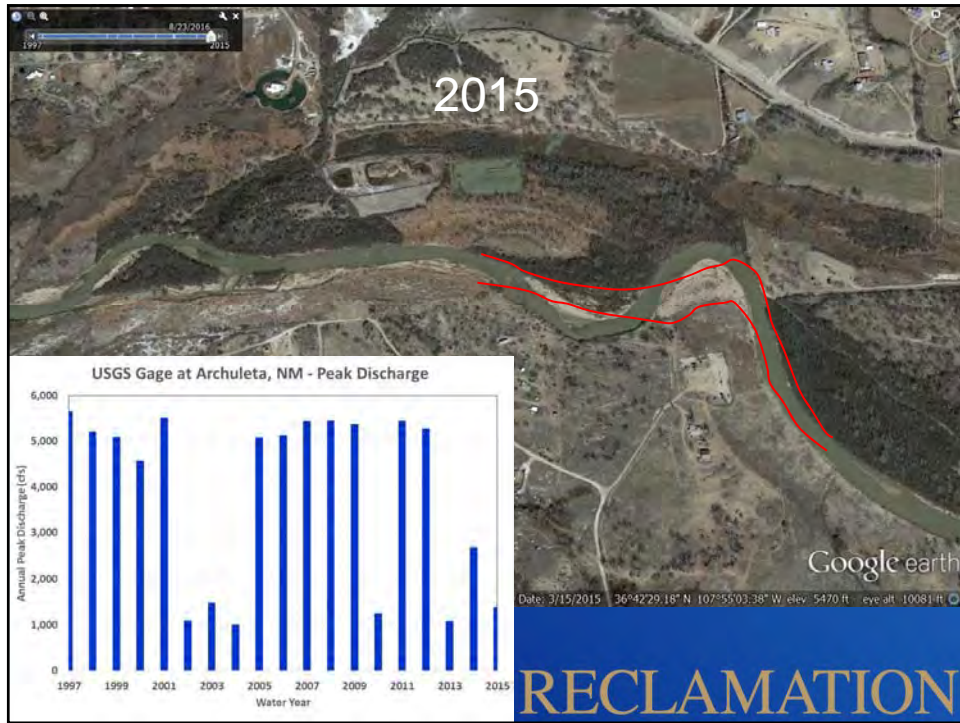 8/23/2016
1997 2015
2015
USGS Gage at Archuleta, NM - Peak Discharge
Annual Peak Discharge (cfs)
6,000
5,000
4,000
3,000
2,000
1,000
0
1997 1999 2001 2003 2005 2007 2009 2011 2013 2015
Water Year
Google earth
Date: 3/15/2015 36°42'29.18" N 107°55'03.38" W elev 5470 ft eye alt 10081 ft
RECLAMATION